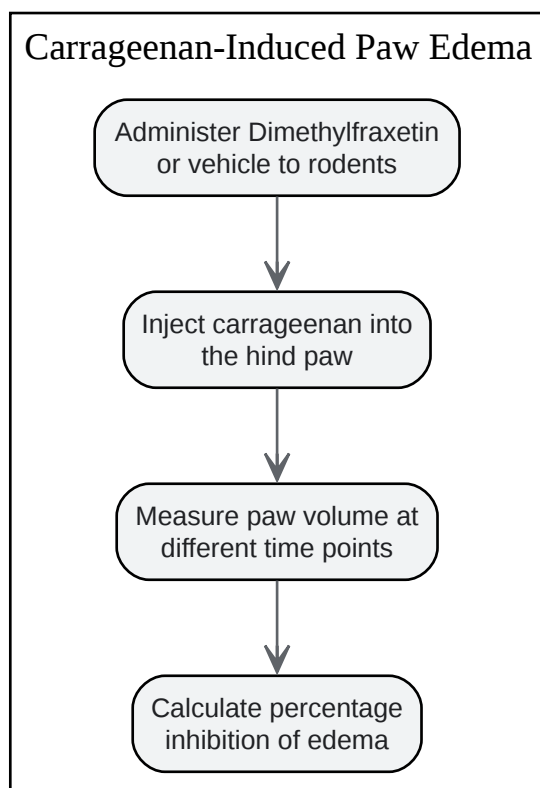 Carrageenan-Induced Paw Edema
Administer Dimethylfraxetin
or vehicle to rodents
Inject carrageenan into
the hind paw
Measure paw volume at
different time points
Calculate percentage
inhibition of edema